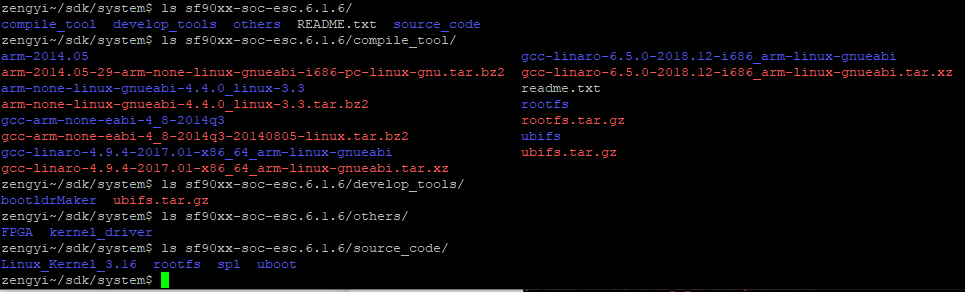 zengyi~/sdk/system$ ls sf90xx-soc-esc.6.1.6/
compile_tool  develop_tools  others  README.txt  source_code
zengyi~/sdk/system$ ls sf90xx-soc-esc.6.1.6/compile_tool/
arm-2014.05  gcc-linaro-6.5.0-2018.12-i686_arm-linux-gnueabi
arm-2014.05-29-arm-none-linux-gnueabi-i686-pc-linux-gnu.tar.bz2  gcc-linaro-6.5.0-2018.12-i686_arm-linux-gnueabi.tar.xz
arm-none-linux-gnueabi-4.4.0_linux-3.3  readme.txt
arm-none-linux-gnueabi-4.4.0_linux-3.3.tar.bz2  rootfs
gcc-arm-none-eabi-4_8-2014q3  rootfs.tar.gz
gcc-arm-none-eabi-4_8-2014q3-20140805-linux.tar.bz2  ubifs
gcc-linaro-4.9.4-2017.01-x86_64_arm-linux-gnueabi  ubifs.tar.gz
gcc-linaro-4.9.4-2017.01-x86_64_arm-linux-gnueabi.tar.xz
zengyi~/sdk/system$ ls sf90xx-soc-esc.6.1.6/develop_tools/
bootldrMaker  ubifs.tar.gz
zengyi~/sdk/system$ ls sf90xx-soc-esc.6.1.6/others/
FPGA  kernel_driver
zengyi~/sdk/system$ ls sf90xx-soc-esc.6.1.6/source_code/
Linux_Kernel_3.16  rootfs  spl  uboot
zengyi~/sdk/system$